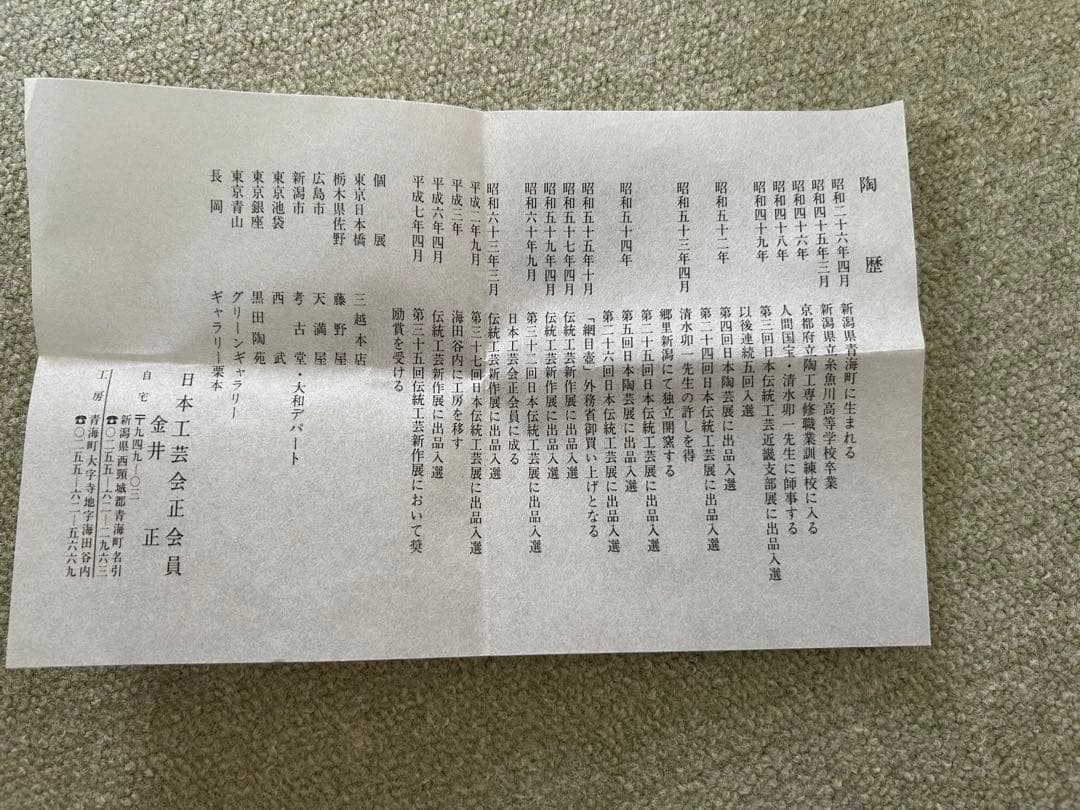 陶歴
昭和二十六年四月 新潟県青海町に生まれる
昭和四十五年三月 新潟県立糸魚川高等学校卒業
昭和四十六年 京都府立陶工専修職業訓練校に入る
昭和四十八年 人間国宝・清水卯一先生に師事する
昭和四十九年 第三回日本伝統工芸近畿支部展に出品入選
以後連続五回入選
昭和五十二年 第四回日本陶芸展に出品入選
第二十四回日本伝統工芸展に出品入選
昭和五十三年四月 清水卯一先生の許しを得
郷里新潟にて独立開窯する
第二十五回日本伝統工芸展に出品入選
昭和五十四年 第五回日本陶芸展に出品入選
第二十六回日本伝統工芸展に出品入選
昭和五十五年十月 「網目壺」外務省御買い上げとなる
昭和五十七年四月 伝統工芸新作展に出品入選
昭和五十九年四月 伝統工芸新作展に出品入選
昭和六十年九月 第三十二回日本伝統工芸展に出品入選
日本工芸会正会員に成る
昭和六十三年三月 伝統工芸新作展に出品入選
平成二年九月 第三十七回日本伝統工芸展に出品入選
平成三年 海田谷内に工房を移す
平成六年四月 伝統工芸新作展に出品入選
平成七年四月 第三十五回伝統工芸新作展において奨
励賞を受ける
個展
東京日本橋 三越本店
栃木県佐野 藤野屋
広島市 天満屋
新潟市 考古堂・大和デパート
東京池袋 西武
東京銀座 黒田陶苑
東京青山 グリーンギャラリー
長岡 ギャラリー栗本
日本工芸会正会員
金井正
自宅 〒九四九―〇三
新潟県西頸城郡青海町名引
☎〇二五五―六二―二九六三
工房 青海町大字寺地字海田谷内
☎〇二五五―六二―五六六九